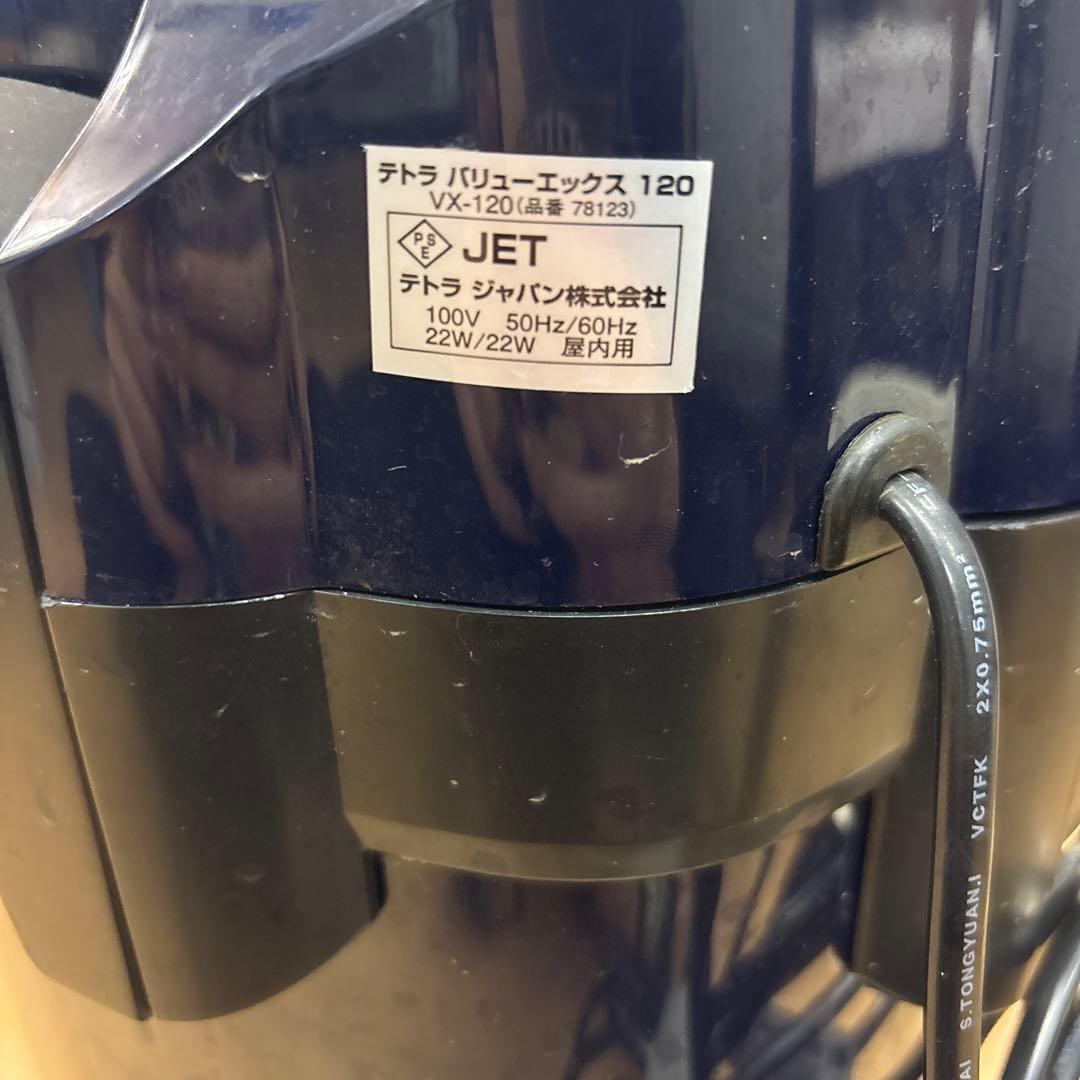 テトラ バリューエックス 120
VX-120(品番 78123)
PSE JET
テトラ ジャパン株式会社
100V 50Hz/60Hz
22W/22W 屋内用
AI S.TONGYUAN.I VCTFK 2X0.75mm² F